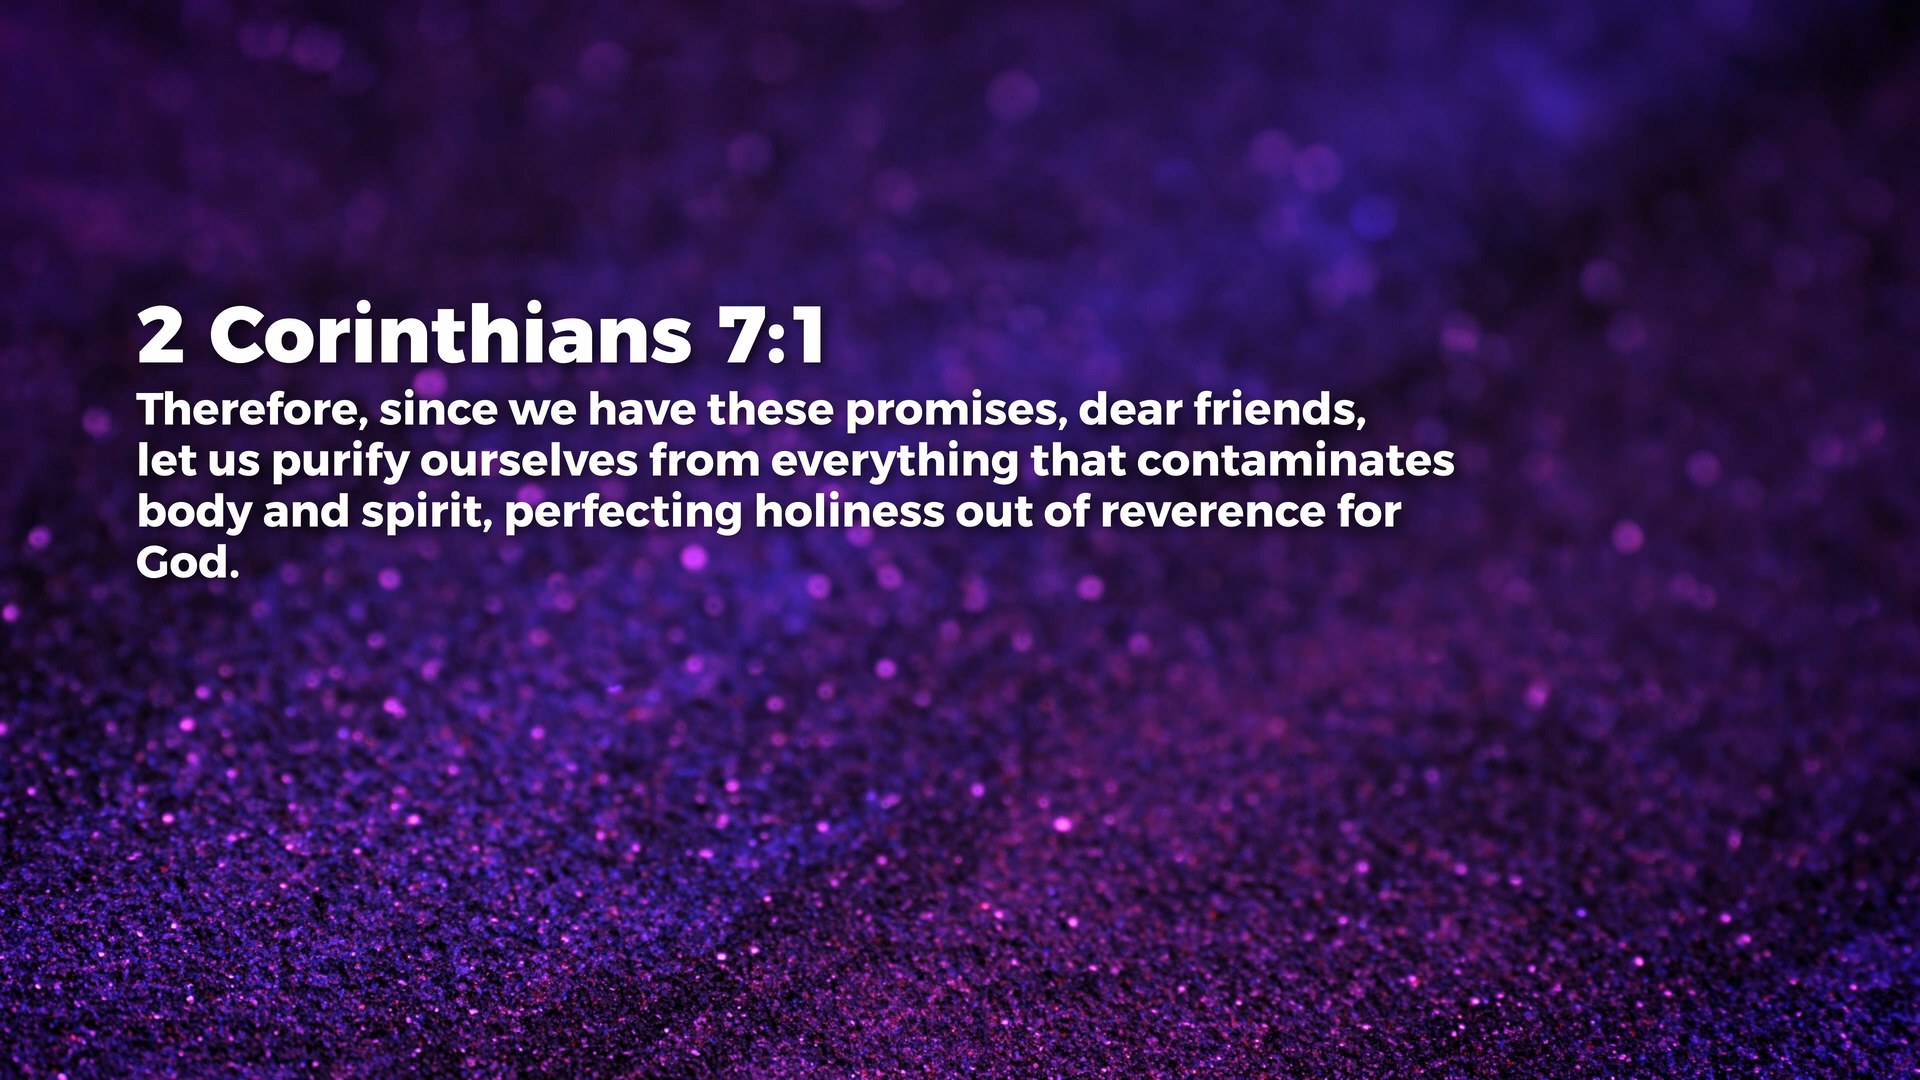 2 Corinthians 7:1
Therefore, since we have these promises, dear friends,
let us purify ourselves from everything that contaminates
body and spirit, perfecting holiness out of reverence for
God.